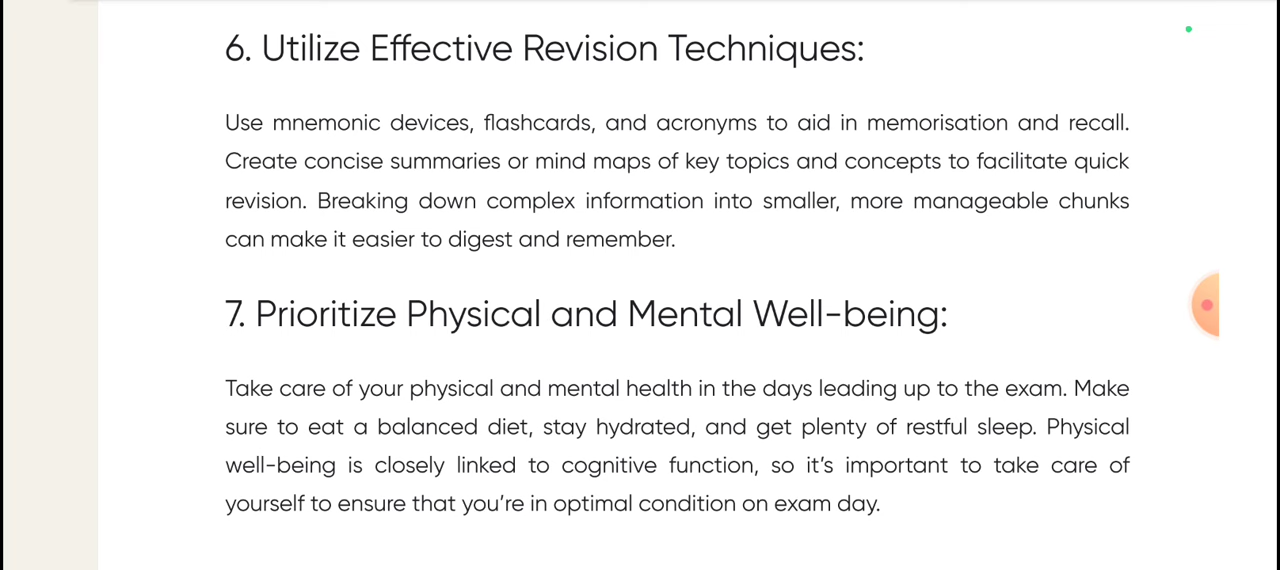 6. Utilize Effective Revision Techniques:
Use mnemonic devices, flashcards, and acronyms to aid in memorisation and recall.
Create concise summaries or mind maps of key topics and concepts to facilitate quick
revision. Breaking down complex information into smaller, more manageable chunks
can make it easier to digest and remember.
7. Prioritize Physical and Mental Well-being:
Take care of your physical and mental health in the days leading up to the exam. Make
sure to eat a balanced diet, stay hydrated, and get plenty of restful sleep. Physical
well-being is closely linked to cognitive function, so it's important to take care of
yourself to ensure that you're in optimal condition on exam day.